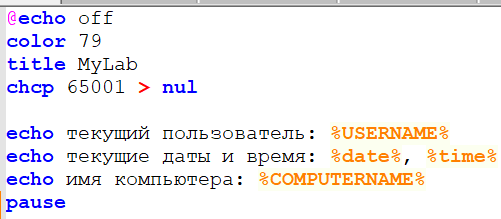 @echo off
color 79
title MyLab
chcp 65001 > nul
echo текущий пользователь: %USERNAME%
echo текущие даты и время: %date%, %time%
echo имя компьютера: %COMPUTERNAME%
pause